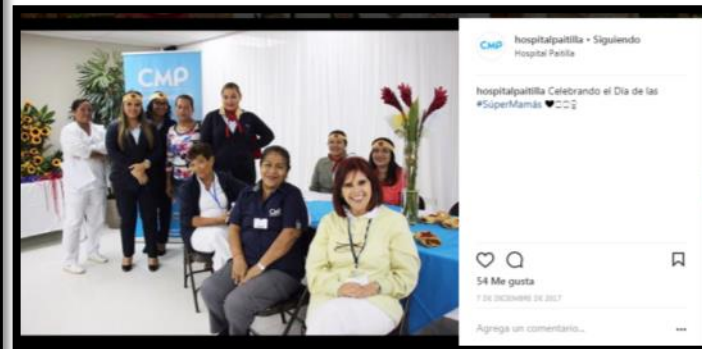 CMP
CMP
hospitalpaitilla • Siguiendo
Hospital Paitilla
hospitalpaitilla Celebrando el Día de las
#SúperMamás
54 Me gusta
7 DE DICIEMBRE DE 2017
Agrega un comentario...